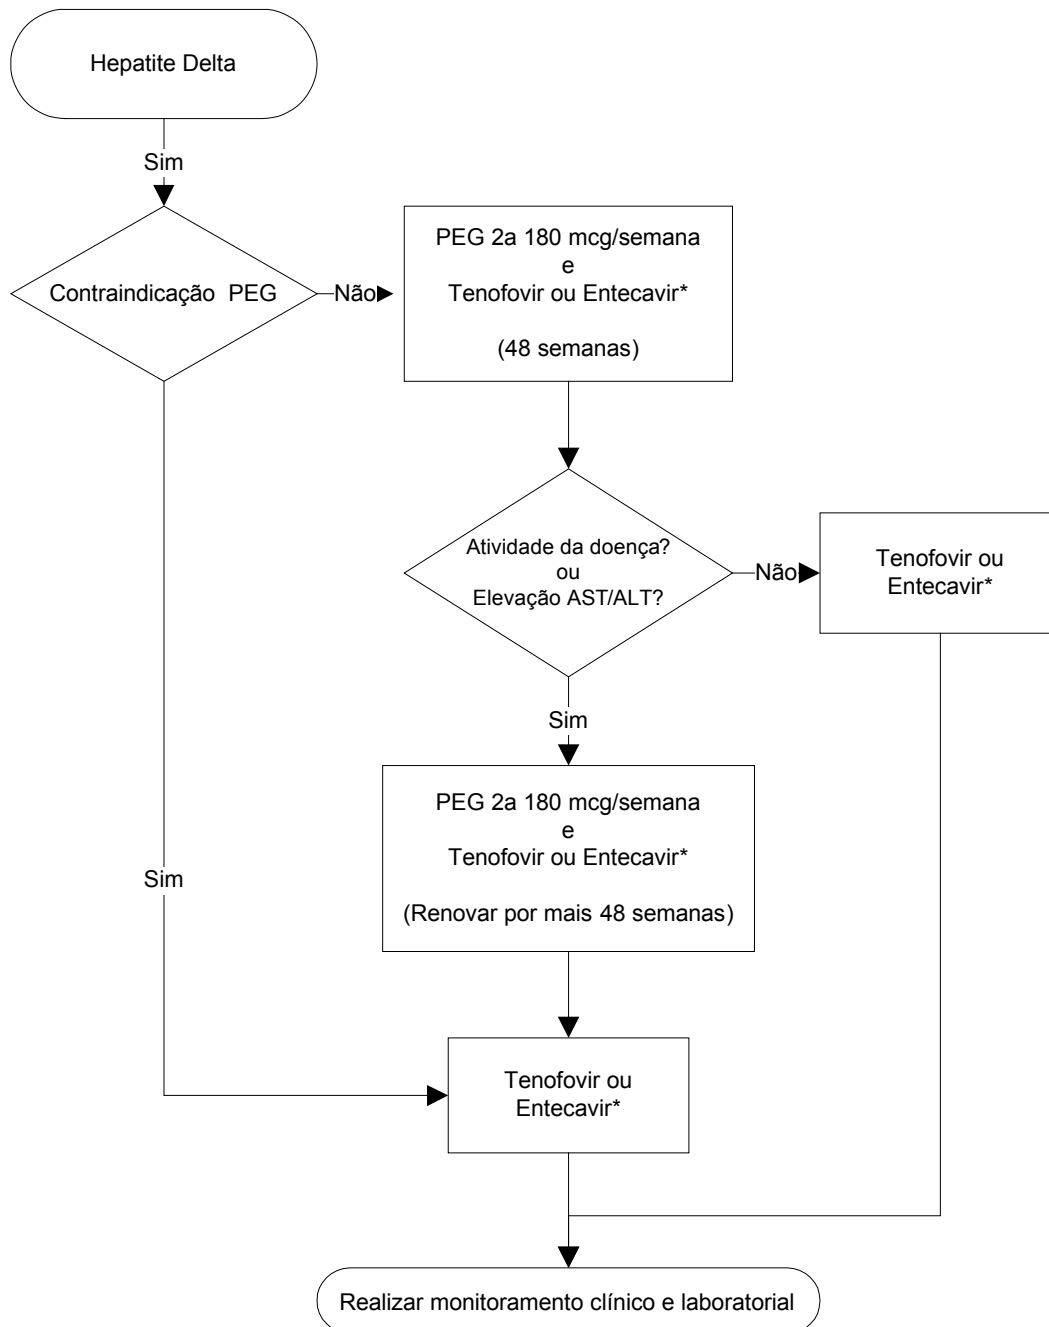 Hepatite Delta
Sim
Contraindicação PEG
Não
PEG 2a 180 mcg/semana
e
Tenofovir ou Entecavir*
(48 semanas)
Atividade da doença?
ou
Elevação AST/ALT?
Não
Tenofovir ou
Entecavir*
Sim
PEG 2a 180 mcg/semana
e
Tenofovir ou Entecavir*
(Renovar por mais 48 semanas)
Sim
Tenofovir ou
Entecavir*
Realizar monitoramento clínico e laboratorial